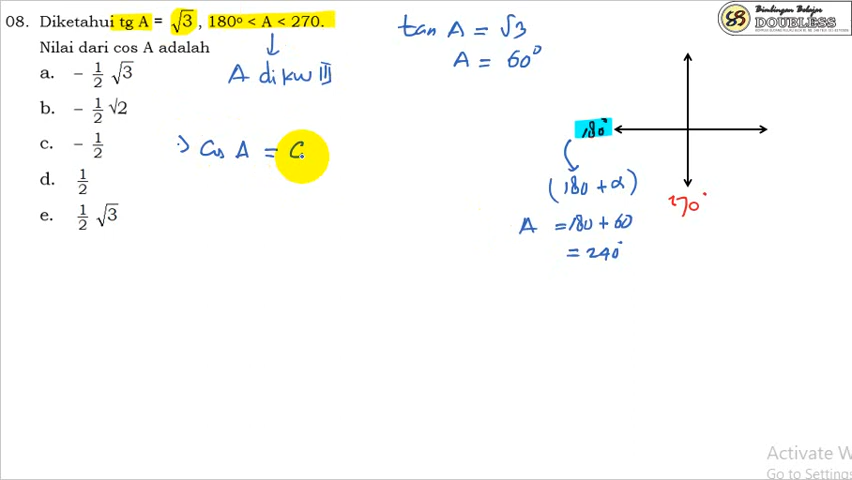 08. Diketahui tg A = √3 , 180° < A < 270.
Nilai dari cos A adalah
a. – 1/2 √3
b. – 1/2 √2
c. – 1/2
d. 1/2
e. 1/2 √3
A di kw III
∴) Cos A = C
tan A = √3
A = 60°
180°
(180 + α)
270°
A = 180 + 60
= 240°
Bimbingan Belajar
DOUBLESS
Activate W
Go to Setting